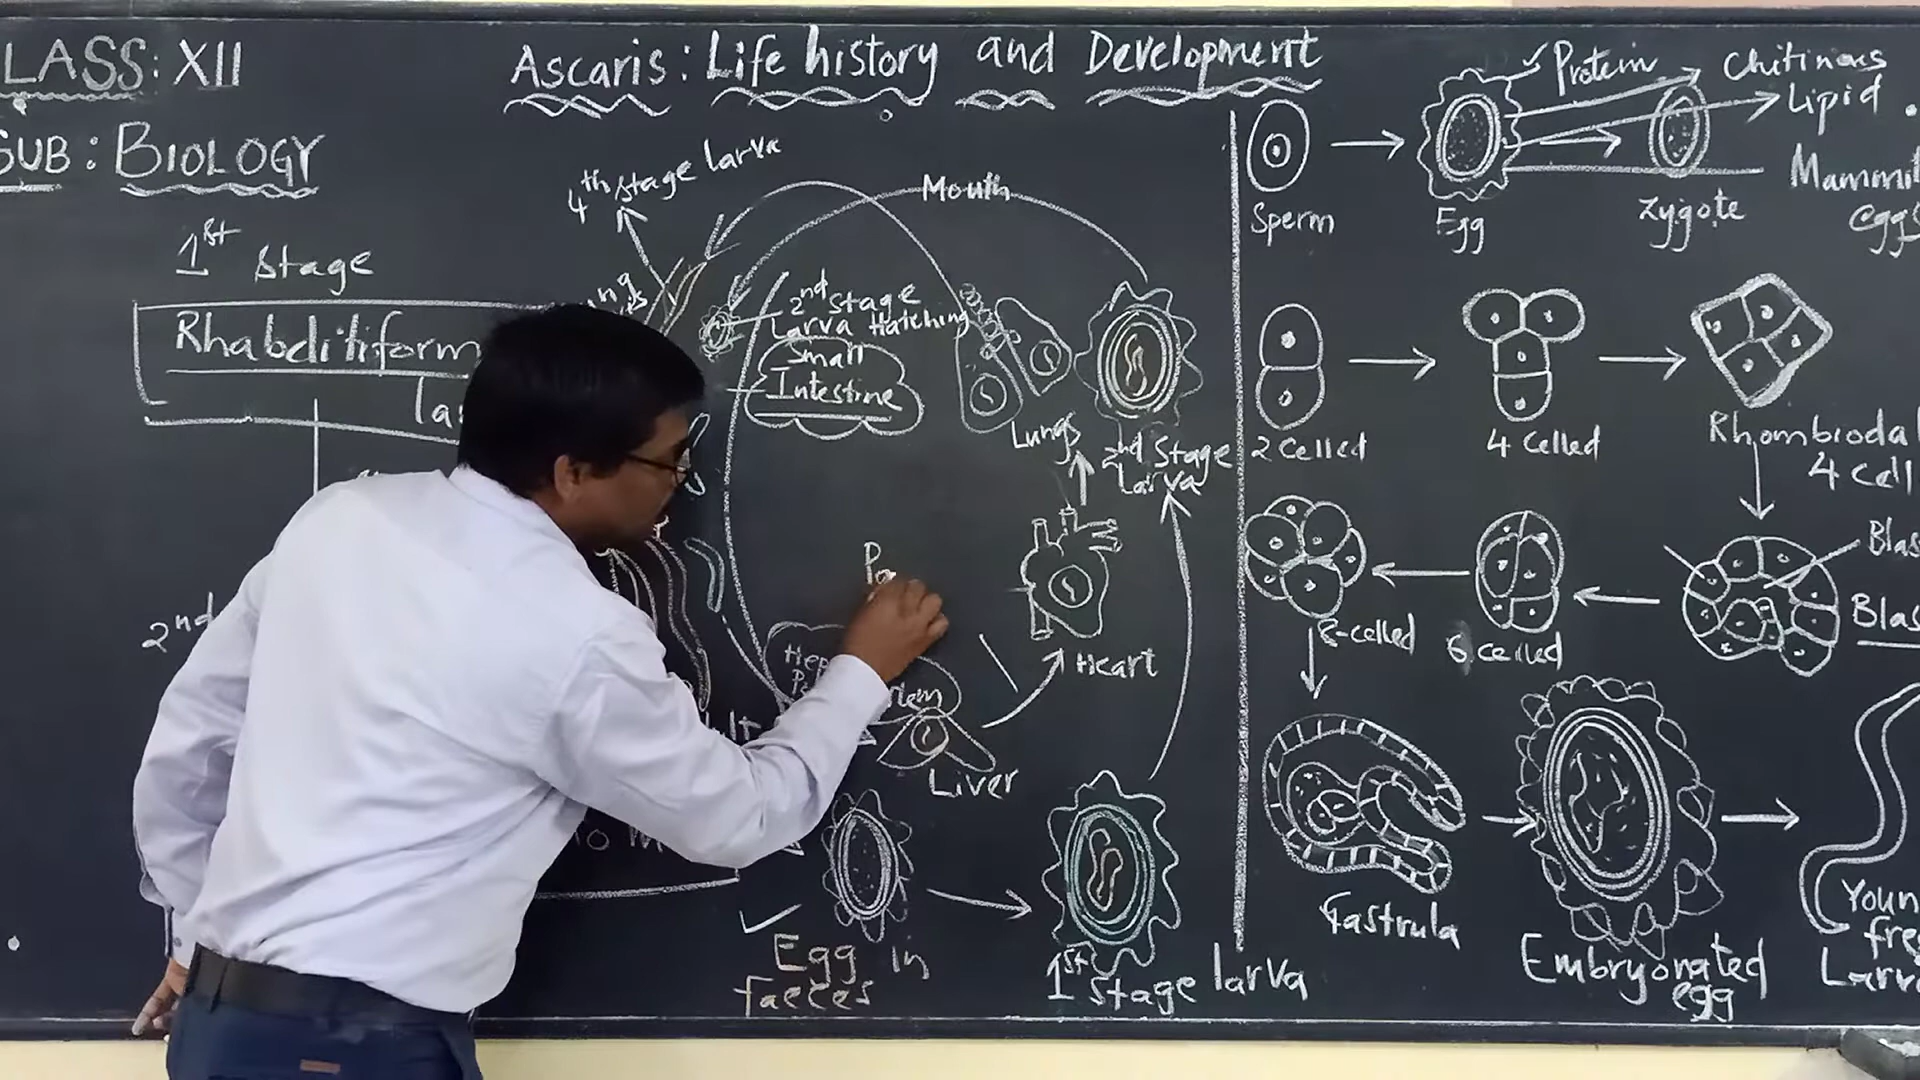 LASS: XII
SUB: BIOLOGY
Ascaris: Life history and Development
1st Stage
Rhabditiform
4th Stage larva
Mouth
2nd Stage
Larva Hatching
Small
Intestine
Lungs
2nd Stage
Larva
Heart
Liver
Pa
2nd
Egg in
faeces
1st Stage larva
Protein
Chitinous
Lipid
Sperm
Egg
Zygote
2 Celled
4 Celled
Rhombiodal
4 Cell
8-celled
6 celled
Gastrula
Embryonated
egg